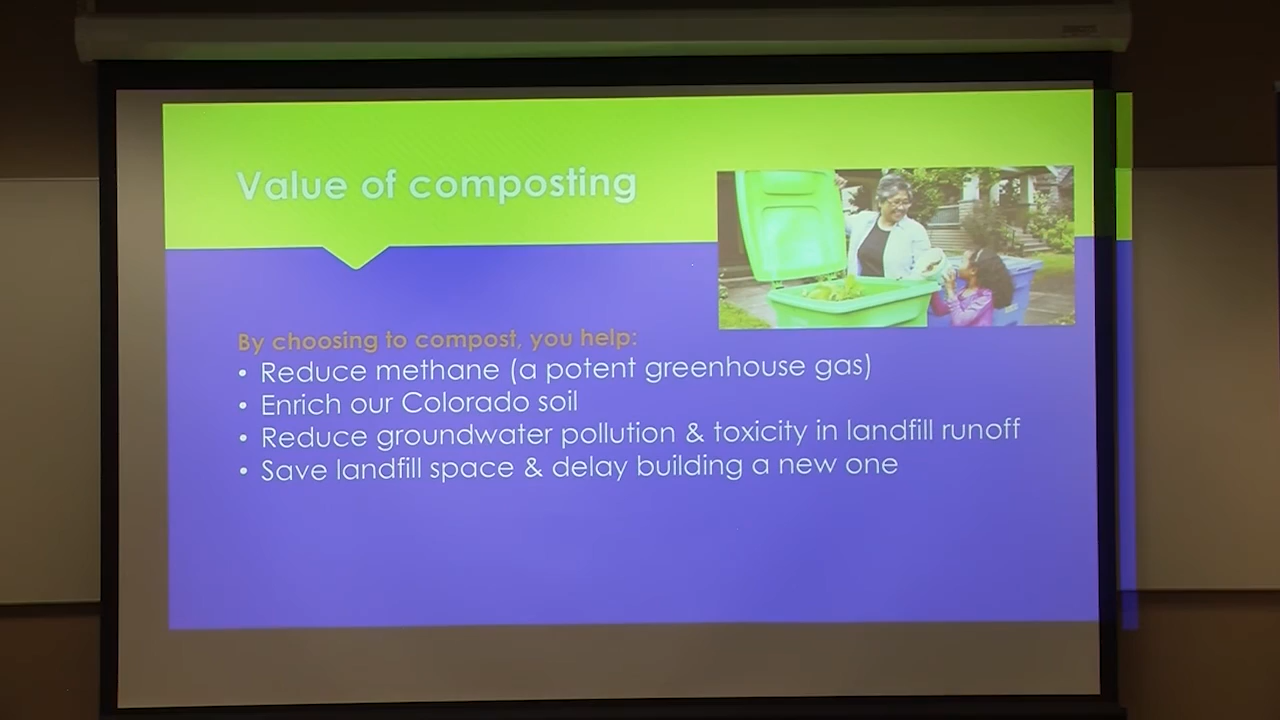 Value of composting
By choosing to compost, you help:
• Reduce methane (a potent greenhouse gas)
• Enrich our Colorado soil
• Reduce groundwater pollution & toxicity in landfill runoff
• Save landfill space & delay building a new one